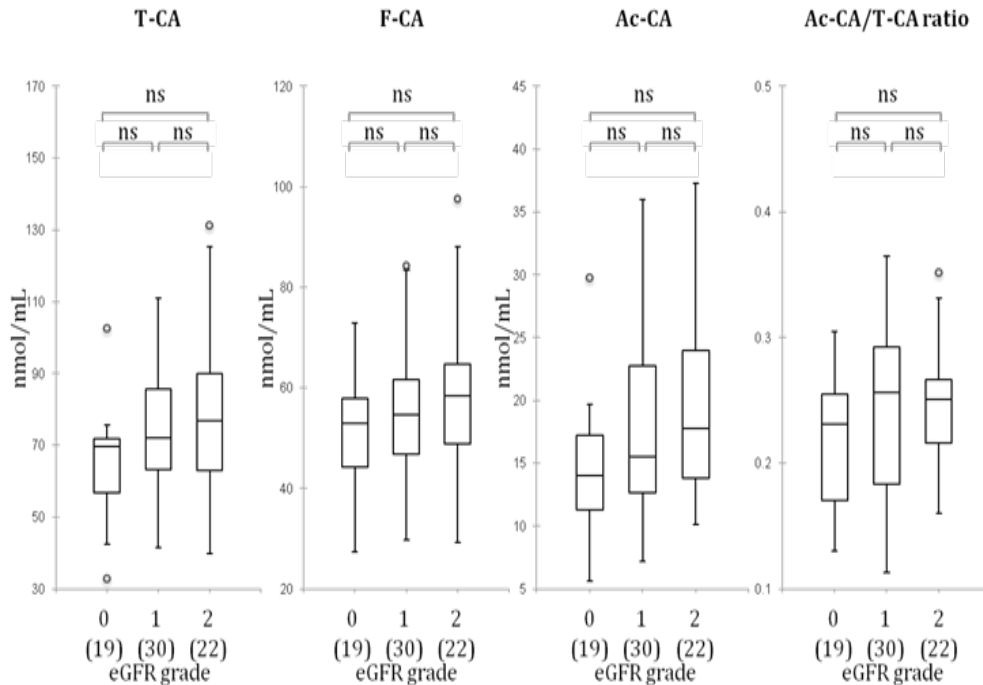 T-CA F-CA Ac-CA Ac-CA/T-CA ratio
170 120 45 0.5
ns ns ns ns
ns ns ns ns ns ns ns ns
40
150
100 35 0.4
130
30
110
80
25 0.3
90
nmol/mL nmol/mL nmol/mL
60 20
70
15 0.2
50 40
10
30 20 5 0.1
0 1 2 0 1 2 0 1 2 0 1 2
(19) (30) (22) (19) (30) (22) (19) (30) (22) (19) (30) (22)
eGFR grade eGFR grade eGFR grade eGFR grade